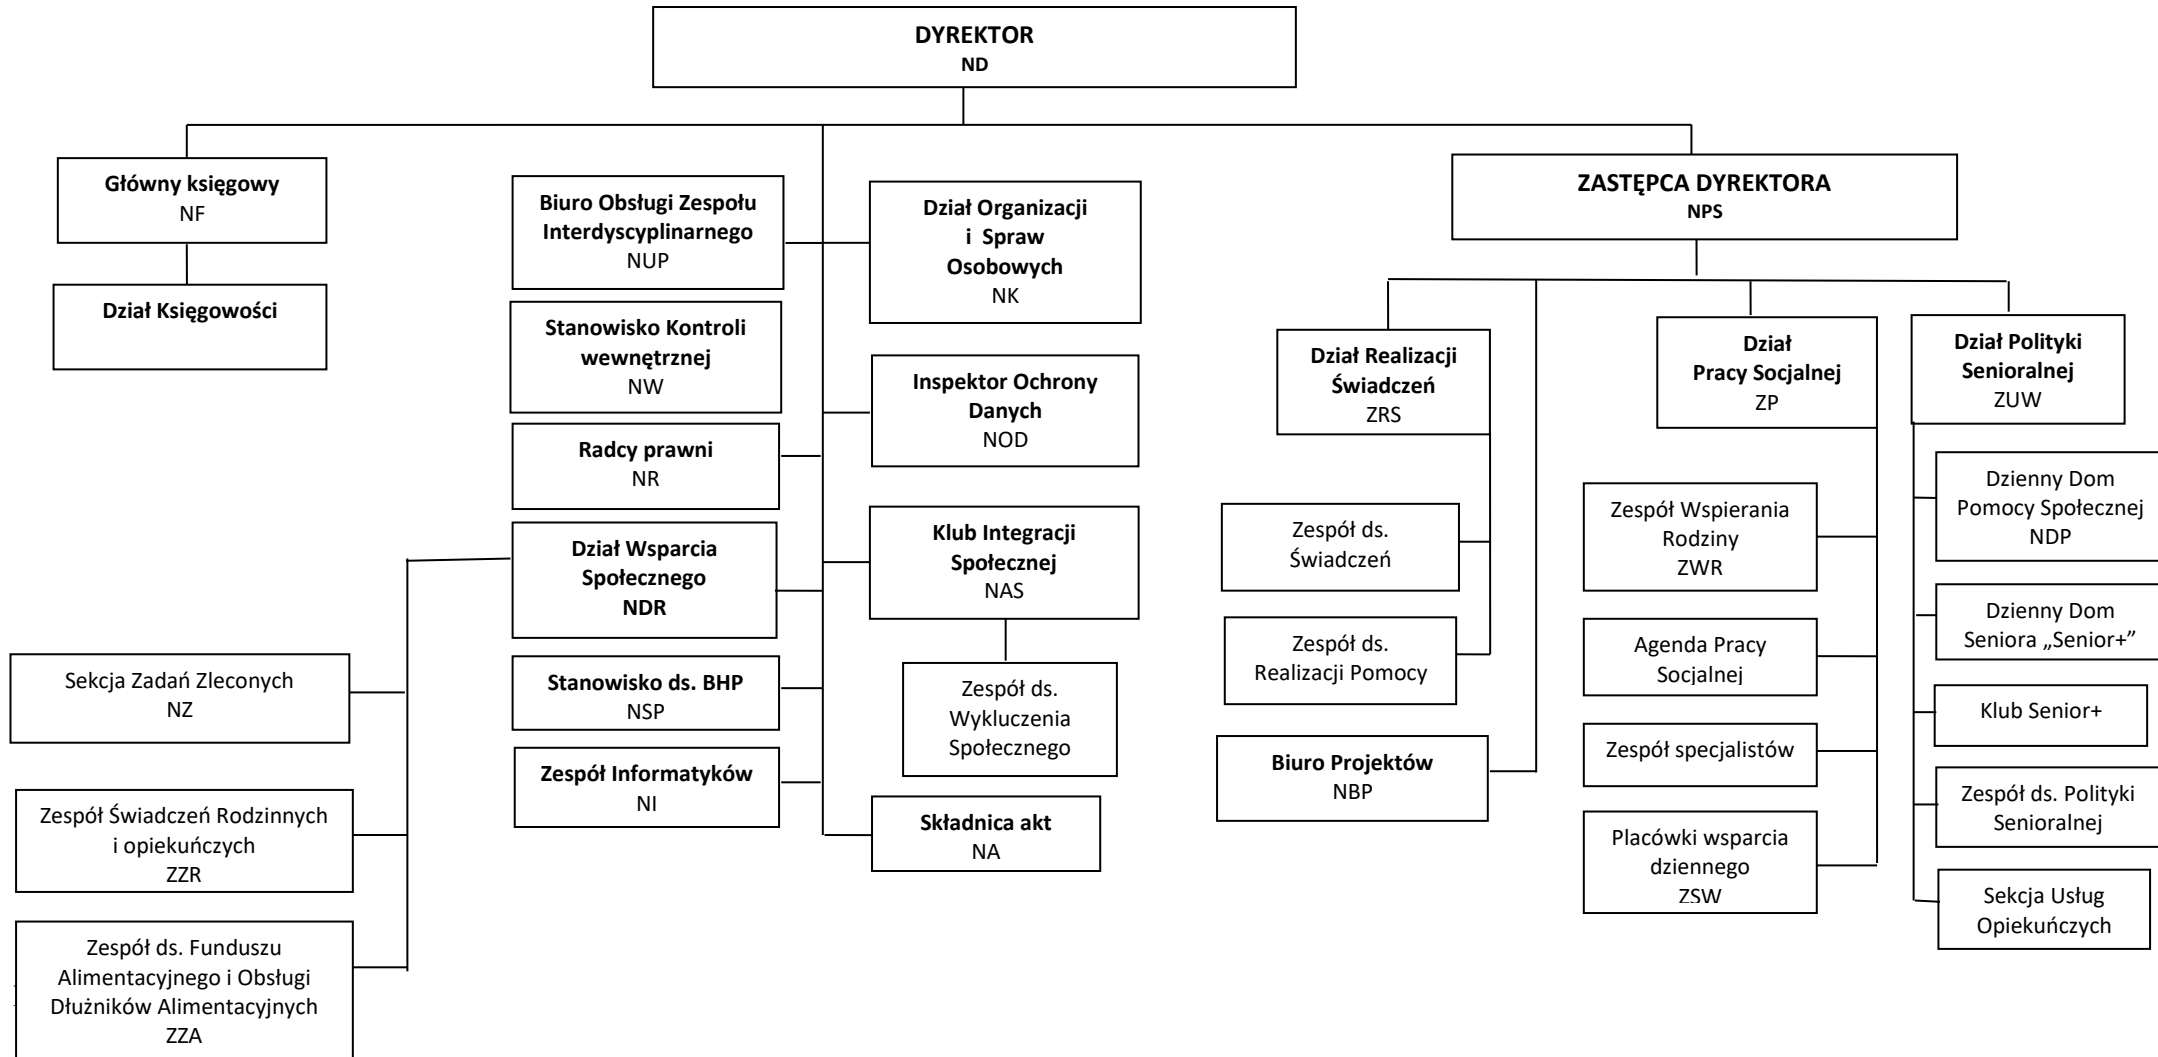 DYREKTOR
ND
Główny księgowy
NF
Dział Księgowości
Biuro Obsługi Zespołu
Interdyscyplinarnego
NUP
Stanowisko Kontroli
wewnętrznej
NW
Radcy prawni
NR
Dział Wsparcia
Społecznego
NDR
Stanowisko ds. BHP
NSP
Zespół Informatyków
NI
Sekcja Zadań Zleconych
NZ
Zespół Świadczeń Rodzinnych
i opiekuńczych
ZZR
Zespół ds. Funduszu
Alimentacyjnego i Obsługi
Dłużników Alimentacyjnych
ZZA
Dział Organizacji
i Spraw
Osobowych
NK
Inspektor Ochrony
Danych
NOD
Klub Integracji
Społecznej
NAS
Zespół ds.
Wykluczenia
Społecznego
Składnica akt
NA
ZASTĘPCA DYREKTORA
NPS
Dział Realizacji
Świadczeń
ZRS
Zespół ds.
Świadczeń
Zespół ds.
Realizacji Pomocy
Biuro Projektów
NBP
Dział
Pracy Socjalnej
ZP
Zespół Wspierania
Rodziny
ZWR
Agenda Pracy
Socjalnej
Zespół specjalistów
Placówki wsparcia
dziennego
ZSW
Dział Polityki
Senioralnej
ZUW
Dzienny Dom
Pomocy Społecznej
NDP
Dzienny Dom
Seniora „Senior+”
Klub Senior+
Zespół ds. Polityki
Senioralnej
Sekcja Usług
Opiekuńczych